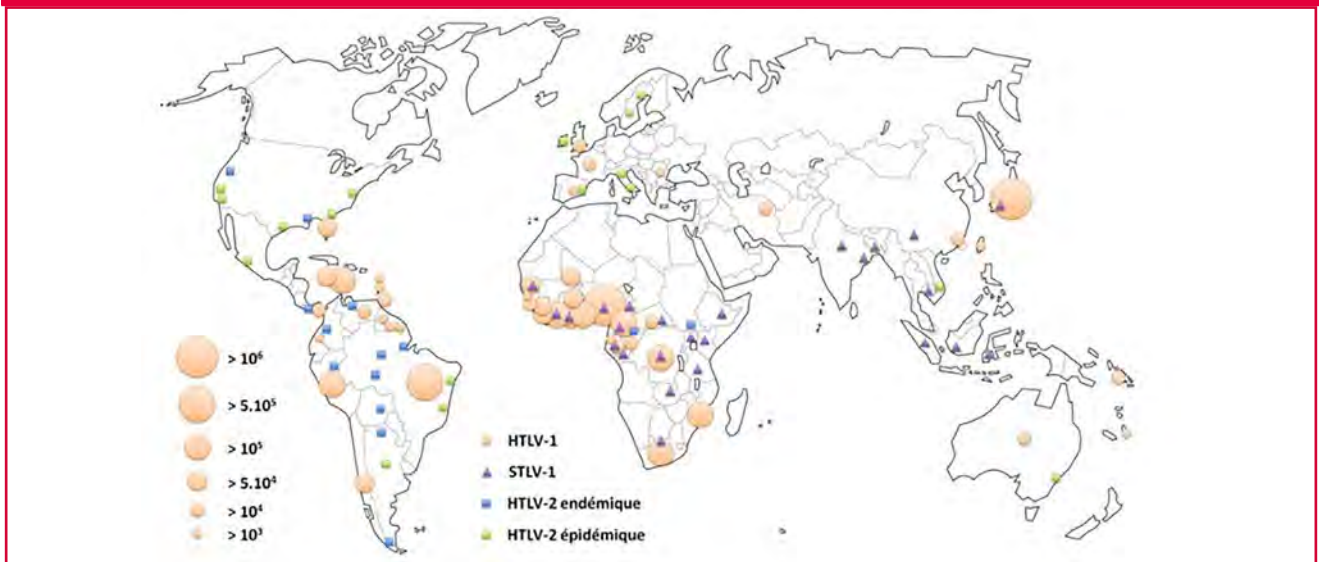 > 10⁶
> 5.10⁵
> 10⁵
> 5.10⁴
> 10⁴
> 10³
HTLV-1
STLV-1
HTLV-2 endémique
HTLV-2 épidémique